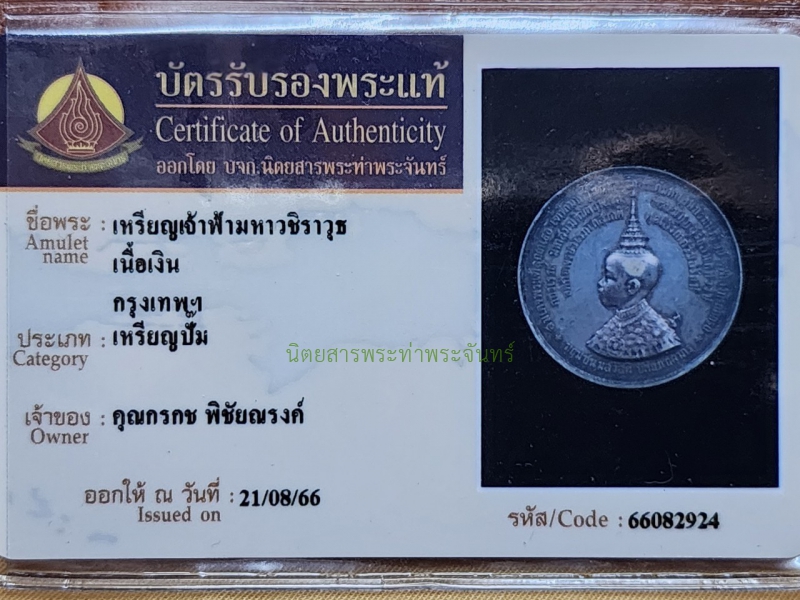 บัตรรับรองพระแท้
Certificate of Authenticity
ออกโดย บจก.นิตยสารพระท่าพระจันทร์
ชื่อพระ : เหรียญเจ้าฟ้ามหาวชิราวุธ
Amulet name
เนื้อเงิน
กรุงเทพฯ
ประเภท : เหรียญปั๊ม
Category
นิตยสารพระท่าพระจันทร์
เจ้าของ : คุณกรกช พิชัยณรงค์
Owner
ออกให้ ณ วันที่ : 21/08/66
Issued on
รหัส/Code : 66082924